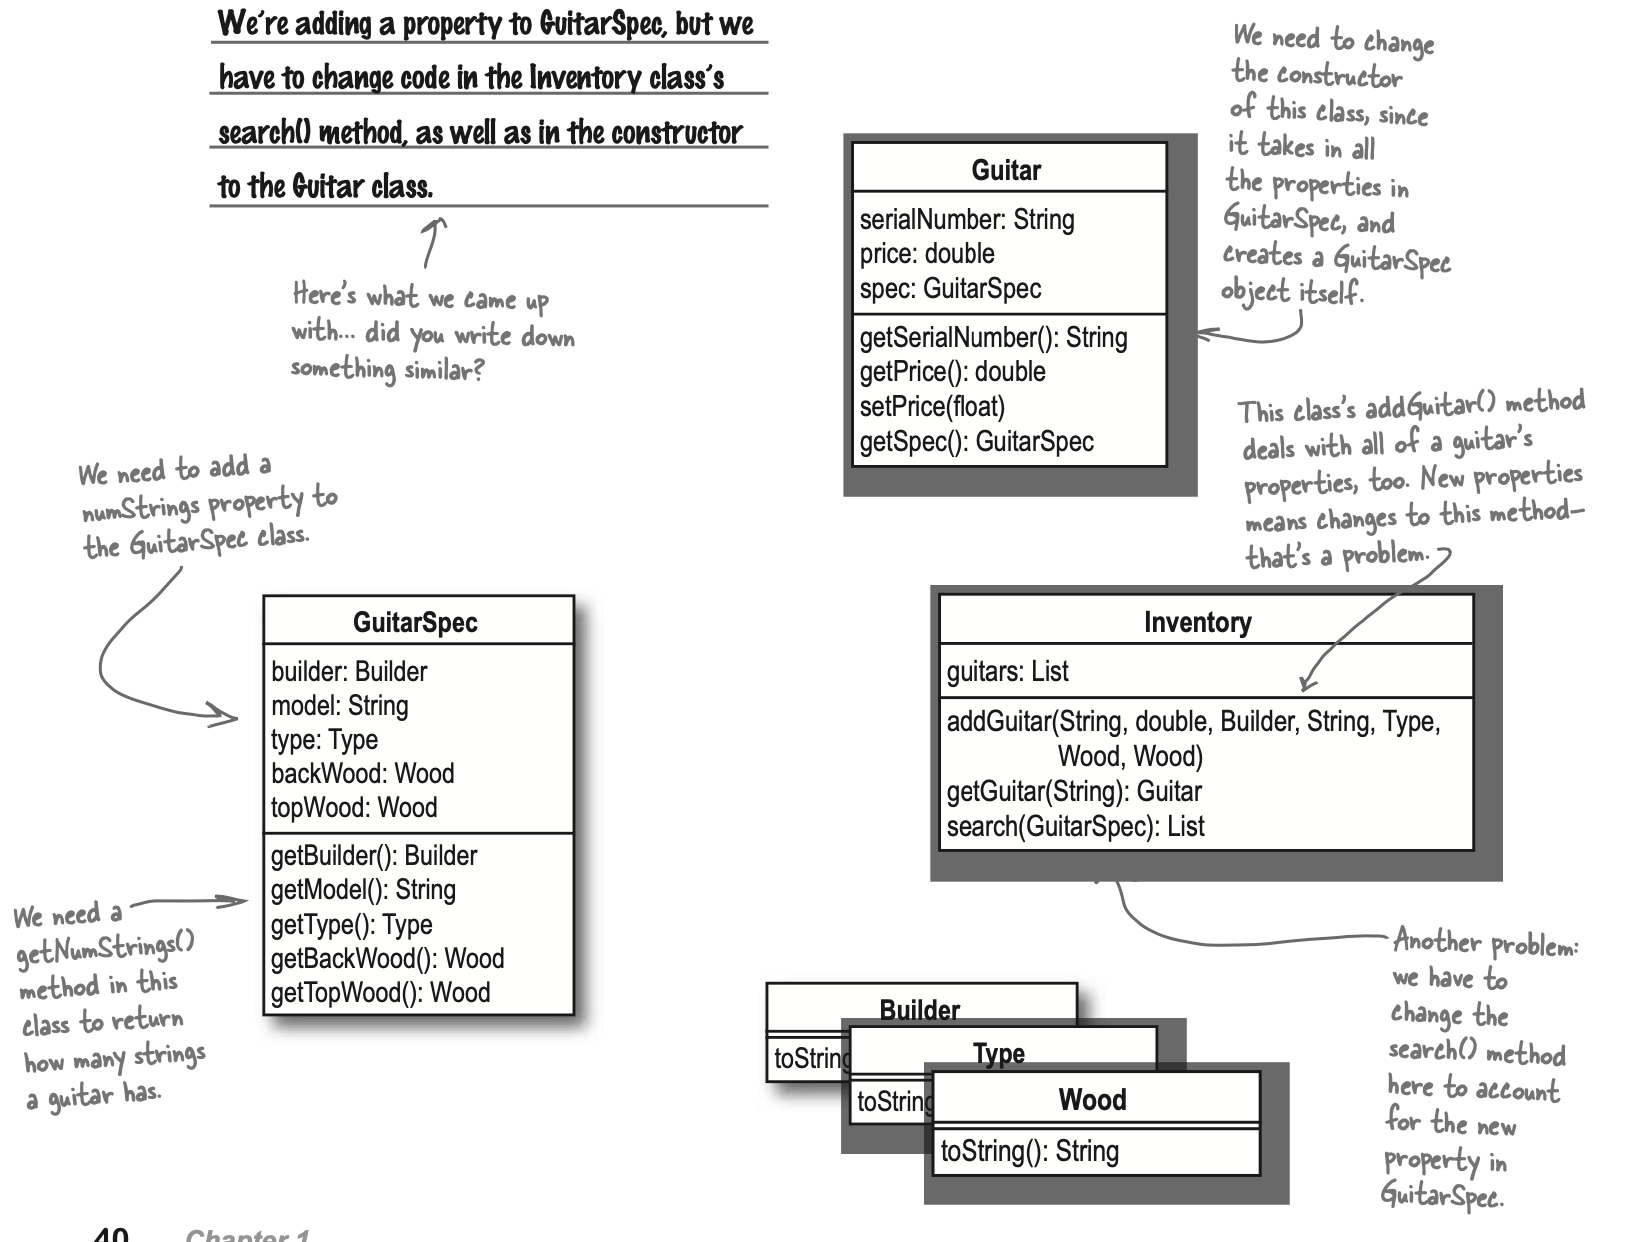 We're adding a property to GuitarSpec, but we
have to change code in the Inventory class's
search() method, as well as in the constructor
to the Guitar class.
Here's what we came up
with... did you write down
something similar?
We need to change
the constructor
of this class, since
it takes in all
the properties in
GuitarSpec, and
creates a GuitarSpec
object itself.
Guitar
serialNumber: String
price: double
spec: GuitarSpec
getSerialNumber(): String
getPrice(): double
setPrice(float)
getSpec(): GuitarSpec
This class's addGuitar() method
deals with all of a guitar's
properties, too. New properties
means changes to this method–
that's a problem.
We need to add a
numStrings property to
the GuitarSpec class.
GuitarSpec
builder: Builder
model: String
type: Type
backWood: Wood
topWood: Wood
getBuilder(): Builder
getModel(): String
getType(): Type
getBackWood(): Wood
getTopWood(): Wood
We need a
getNumStrings()
method in this
class to return
how many strings
a guitar has.
Inventory
guitars: List
addGuitar(String, double, Builder, String, Type,
Wood, Wood)
getGuitar(String): Guitar
search(GuitarSpec): List
Another problem:
we have to
change the
search() method
here to account
for the new
property in
GuitarSpec.
Builder
toString
Type
toString
Wood
toString(): String
40 Chapter 1